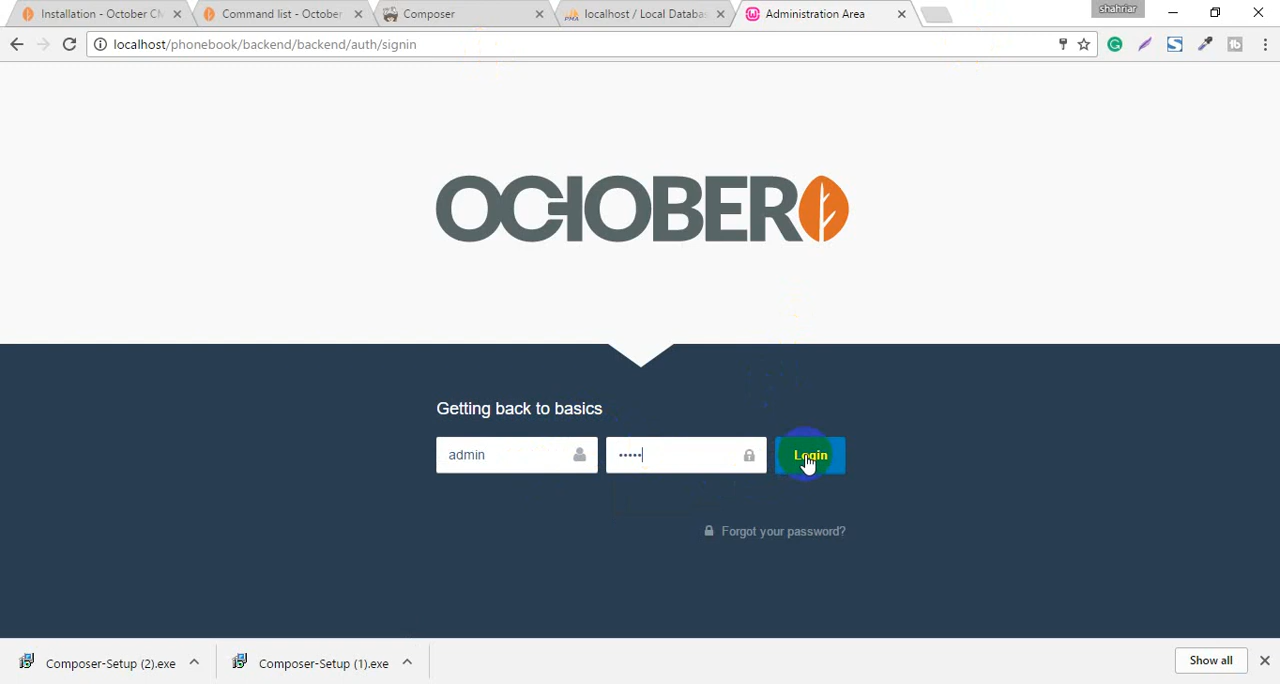 Installation - October CM
Command list - October
Composer
localhost / Local Databa
Administration Area
shahriar
localhost/phonebook/backend/backend/auth/signin
OCTOBER
Getting back to basics
admin
•••••
Login
Forgot your password?
Composer-Setup (2).exe
Composer-Setup (1).exe
Show all